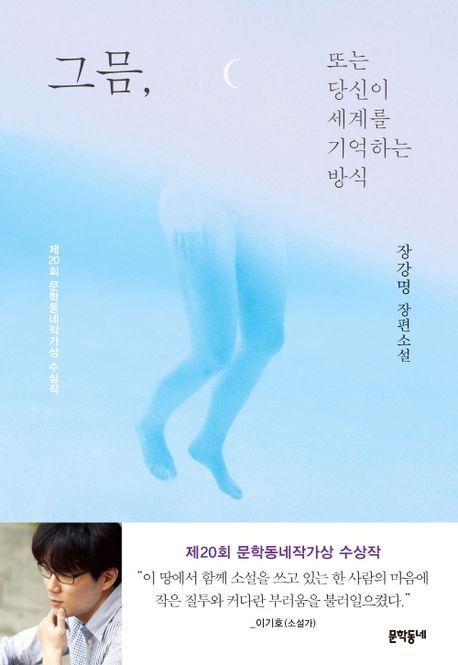 그믐,
또는
당신이
세계를
기억하는
방식
장강명 장편소설
제20회 문학동네작가상 수상작
제20회 문학동네작가상 수상작
“이 땅에서 함께 소설을 쓰고 있는 한 사람의 마음에
작은 질투와 커다란 부러움을 불러일으켰다.”
_이기호(소설가)
문학동네